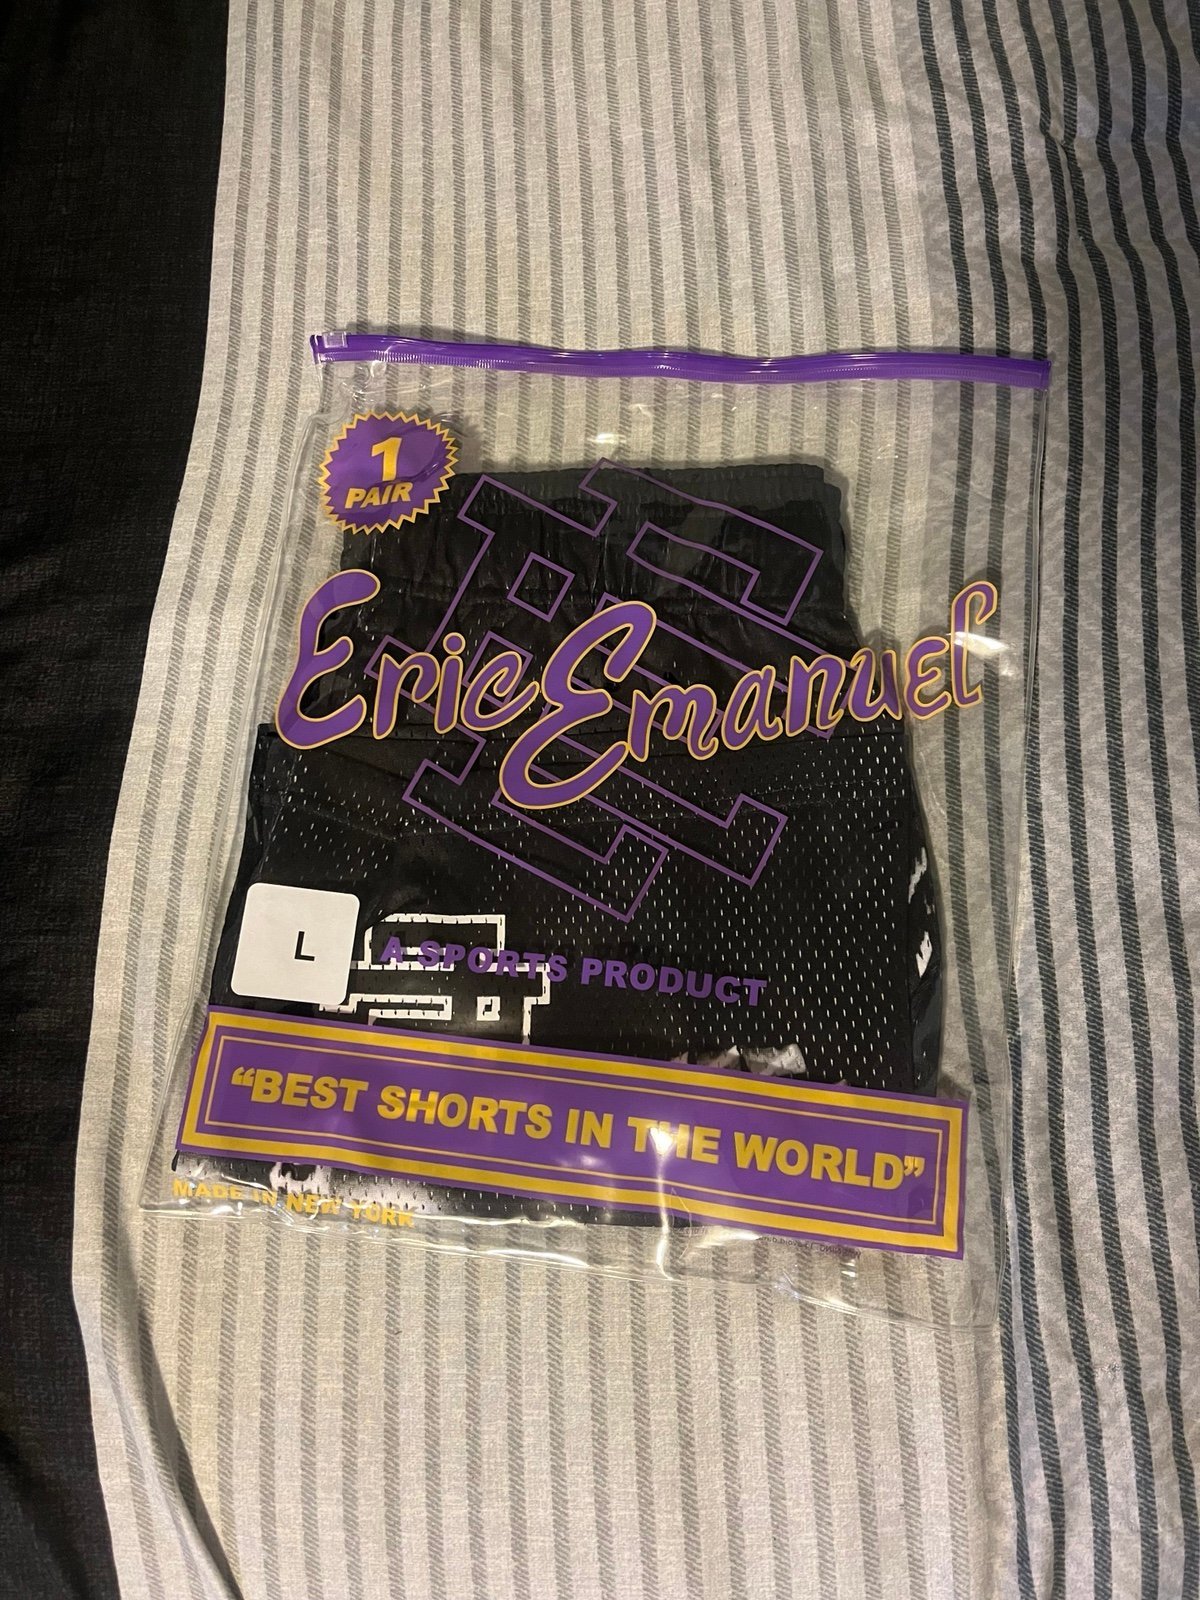 1
PAIR
Eric Emanuel
L
A SPORTS PRODUCT
“BEST SHORTS IN THE WORLD”
MADE IN NEW YORK